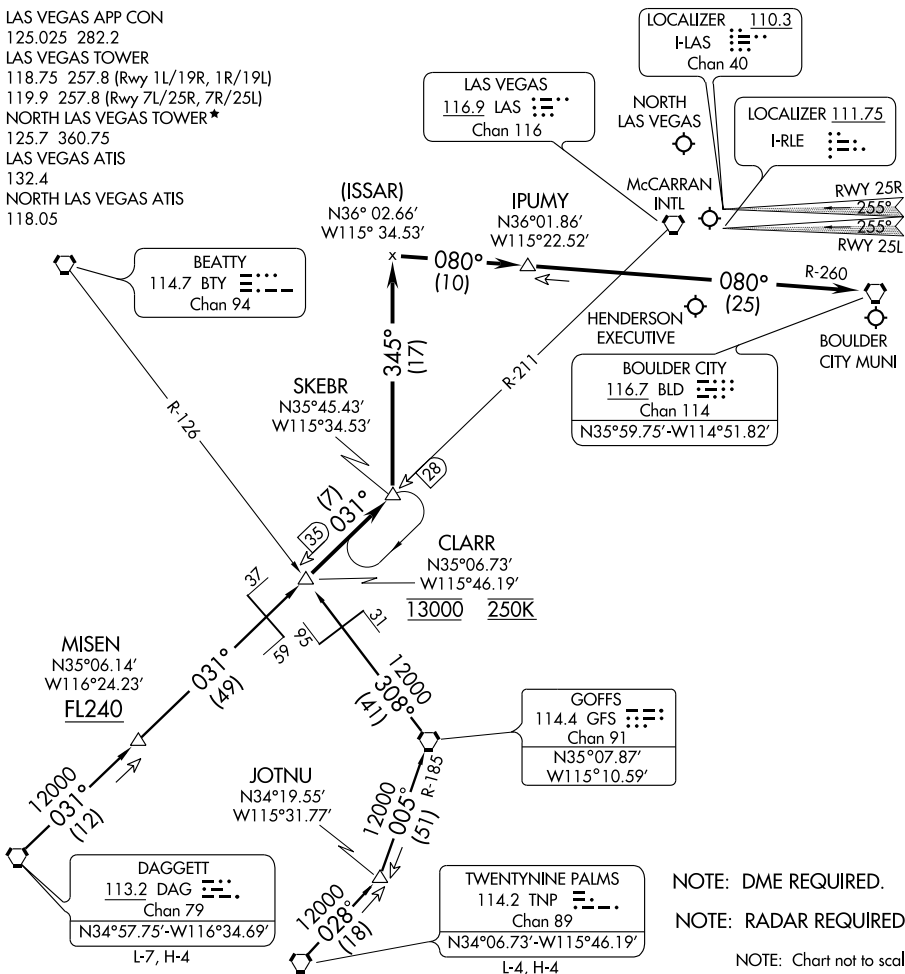 LAS VEGAS APP CON
125.025 282.2
LAS VEGAS TOWER
118.75 257.8 (Rwy 1L/19R, 1R/19L)
119.9 257.8 (Rwy 7L/25R, 7R/25L)
NORTH LAS VEGAS TOWER★
125.7 360.75
LAS VEGAS ATIS
132.4
NORTH LAS VEGAS ATIS
118.05
LOCALIZER 110.3
I-LAS
Chan 40
LAS VEGAS
116.9 LAS
Chan 116
NORTH
LAS VEGAS
LOCALIZER 111.75
I-RLE
McCARRAN
INTL
RWY 25R
255°
255°
RWY 25L
(ISSAR)
N36° 02.66′
W115° 34.53′
IPUMY
N36°01.86′
W115°22.52′
x
080°
(10)
080°
(25)
R-260
BEATTY
114.7 BTY
Chan 94
HENDERSON
EXECUTIVE
BOULDER
CITY MUNI
BOULDER CITY
116.7 BLD
Chan 114
N35°59.75′-W114°51.82′
345°
(17)
R-211
SKEBR
N35°45.43′
W115°34.53′
R-126
28
(7)
031°
35
CLARR
N35°06.73′
W115°46.19′
13000 250K
37
59
95
31
MISEN
N35°06.14′
W116°24.23′
FL240
031°
(49)
12000
308°
(41)
GOFFS
114.4 GFS
Chan 91
N35°07.87′
W115°10.59′
JOTNU
N34°19.55′
W115°31.77′
12000
031°
(12)
12000
005°
(51)
R-185
DAGGETT
113.2 DAG
Chan 79
N34°57.75′-W116°34.69′
L-7, H-4
12000
028°
(18)
TWENTYNINE PALMS
114.2 TNP
Chan 89
N34°06.73′-W115°46.19′
L-4, H-4
NOTE: DME REQUIRED.
NOTE: RADAR REQUIRED
NOTE: Chart not to scal